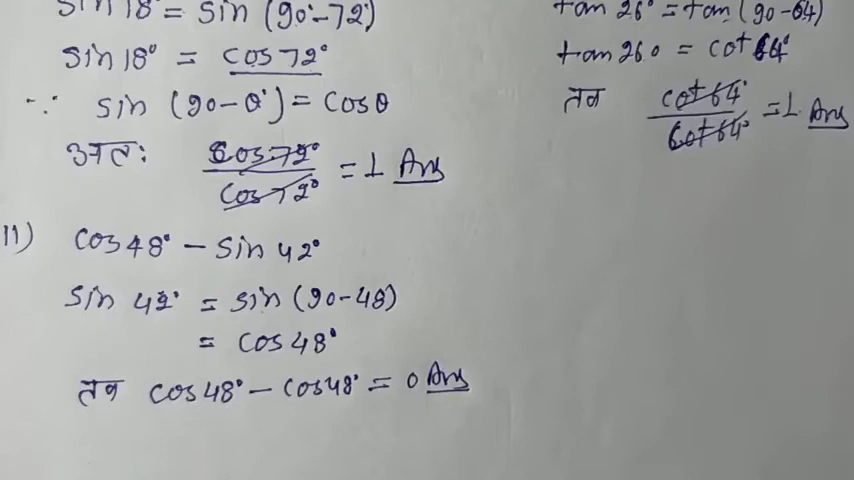 sin 18° = sin (90°-72°)
sin 18° = cos 72°
∵ sin (90-θ°) = cosθ
अतः cos 72° / cos 72° = 1 Ans
11) cos 48° - sin 42°
sin 42° = sin (90-48)
= cos 48°
तब cos 48° - cos 48° = 0 Ans
tan 26° = tan (90-64)
tan 26° = cot 64°
तब cot 64° / cot 64° = 1 Ans